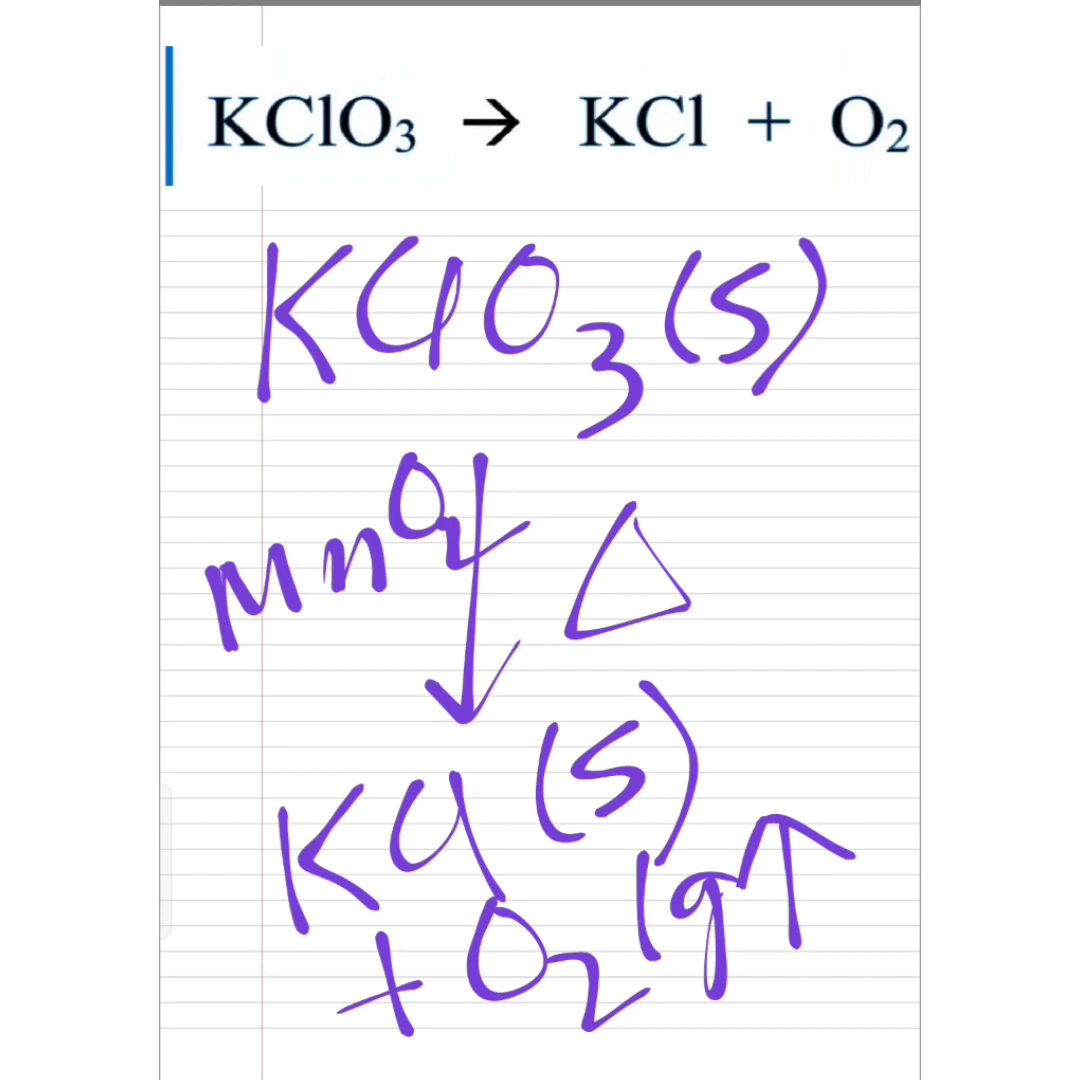 KClO₃ → KCl + O₂
KClO₃(s)
MnO₂ ↓ Δ
KCl(s)
+ O₂(g)↑